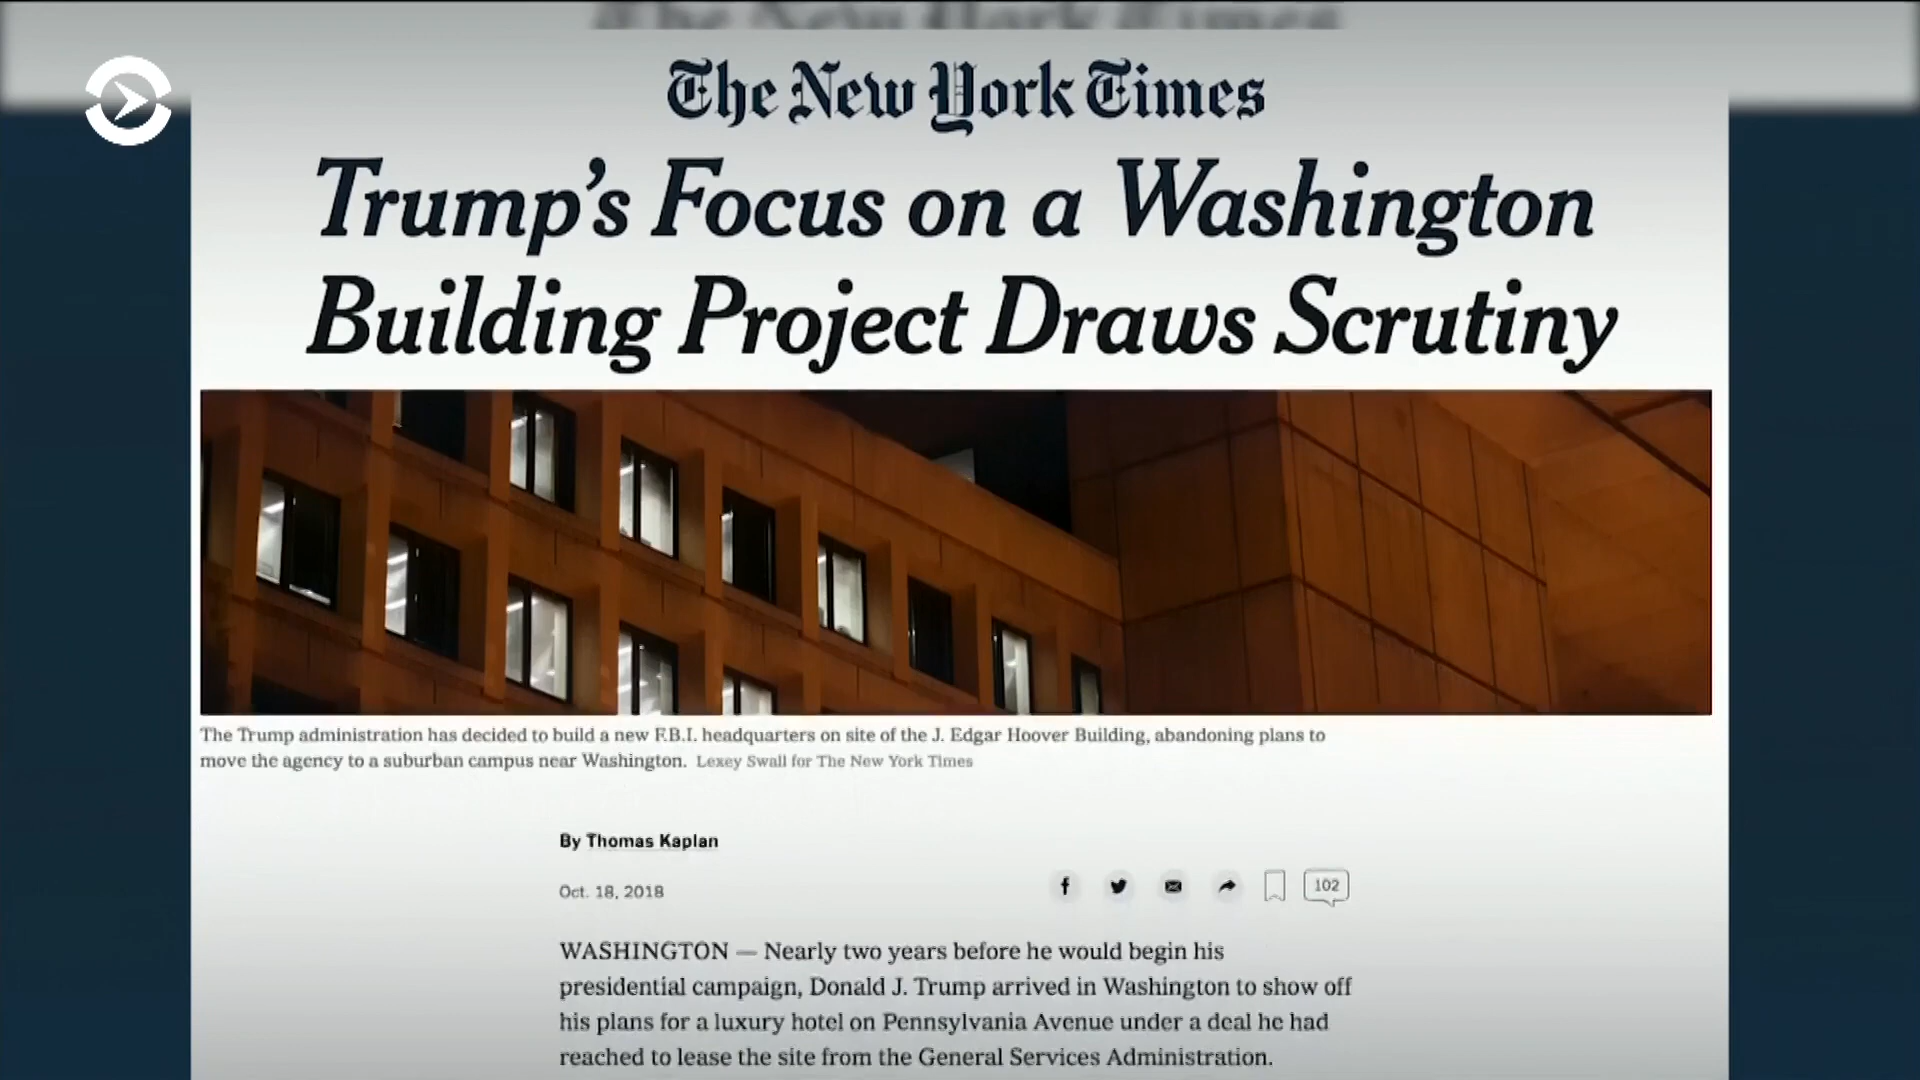 The New York Times
The New York Times
Trump's Focus on a Washington
Building Project Draws Scrutiny
The Trump administration has decided to build a new F.B.I. headquarters on site of the J. Edgar Hoover Building, abandoning plans to
move the agency to a suburban campus near Washington. Lexey Swall for The New York Times
By Thomas Kaplan
Oct. 18, 2018
102
WASHINGTON — Nearly two years before he would begin his
presidential campaign, Donald J. Trump arrived in Washington to show off
his plans for a luxury hotel on Pennsylvania Avenue under a deal he had
reached to lease the site from the General Services Administration.